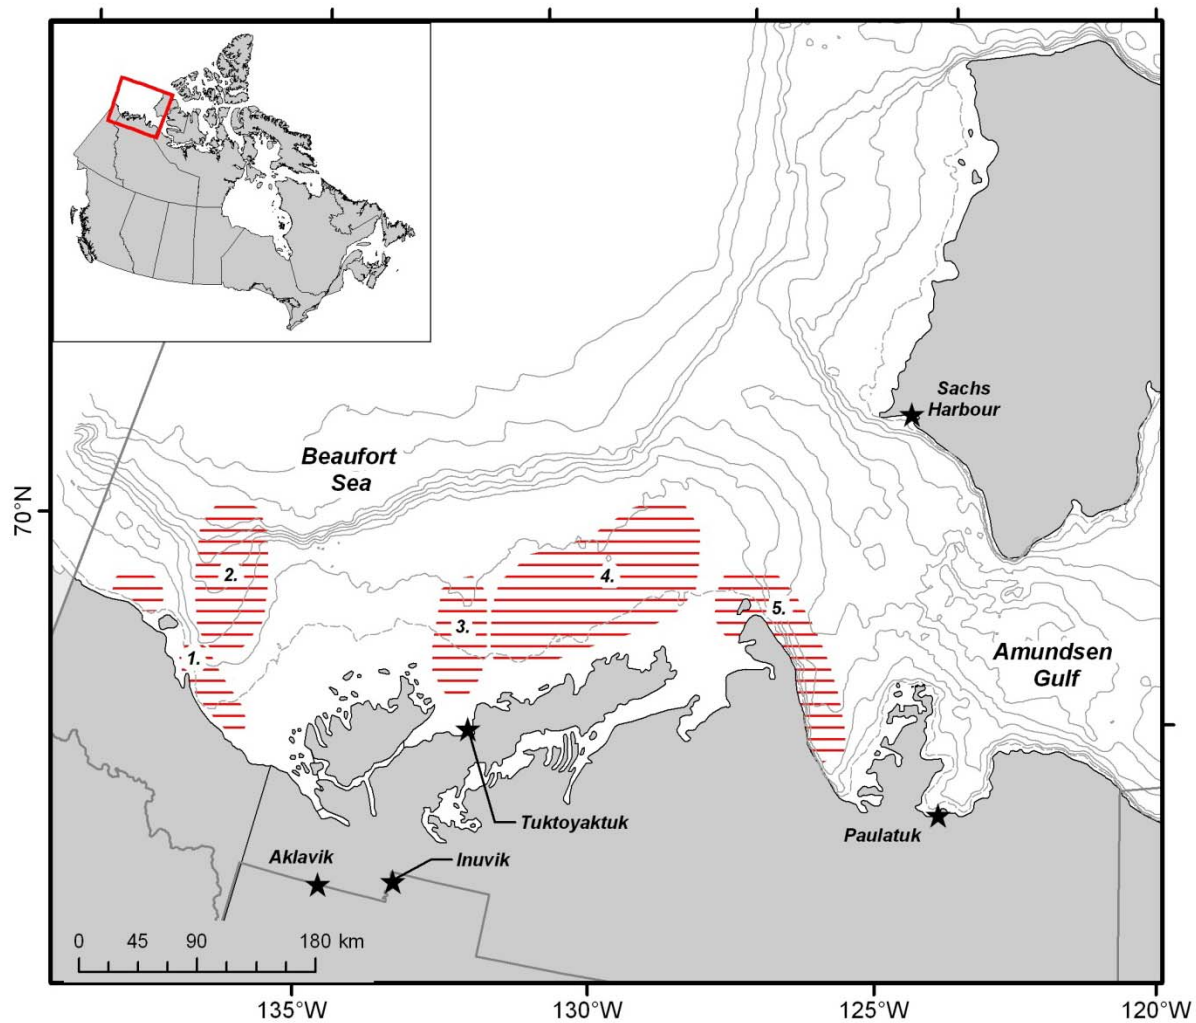 Sachs
Harbour
Beaufort
Sea
70°N
2.
4.
3.
5.
1.
Amundsen
Gulf
Tuktoyaktuk
Paulatuk
Aklavik
Inuvik
0 45 90 180 km
135°W 130°W 125°W 120°W